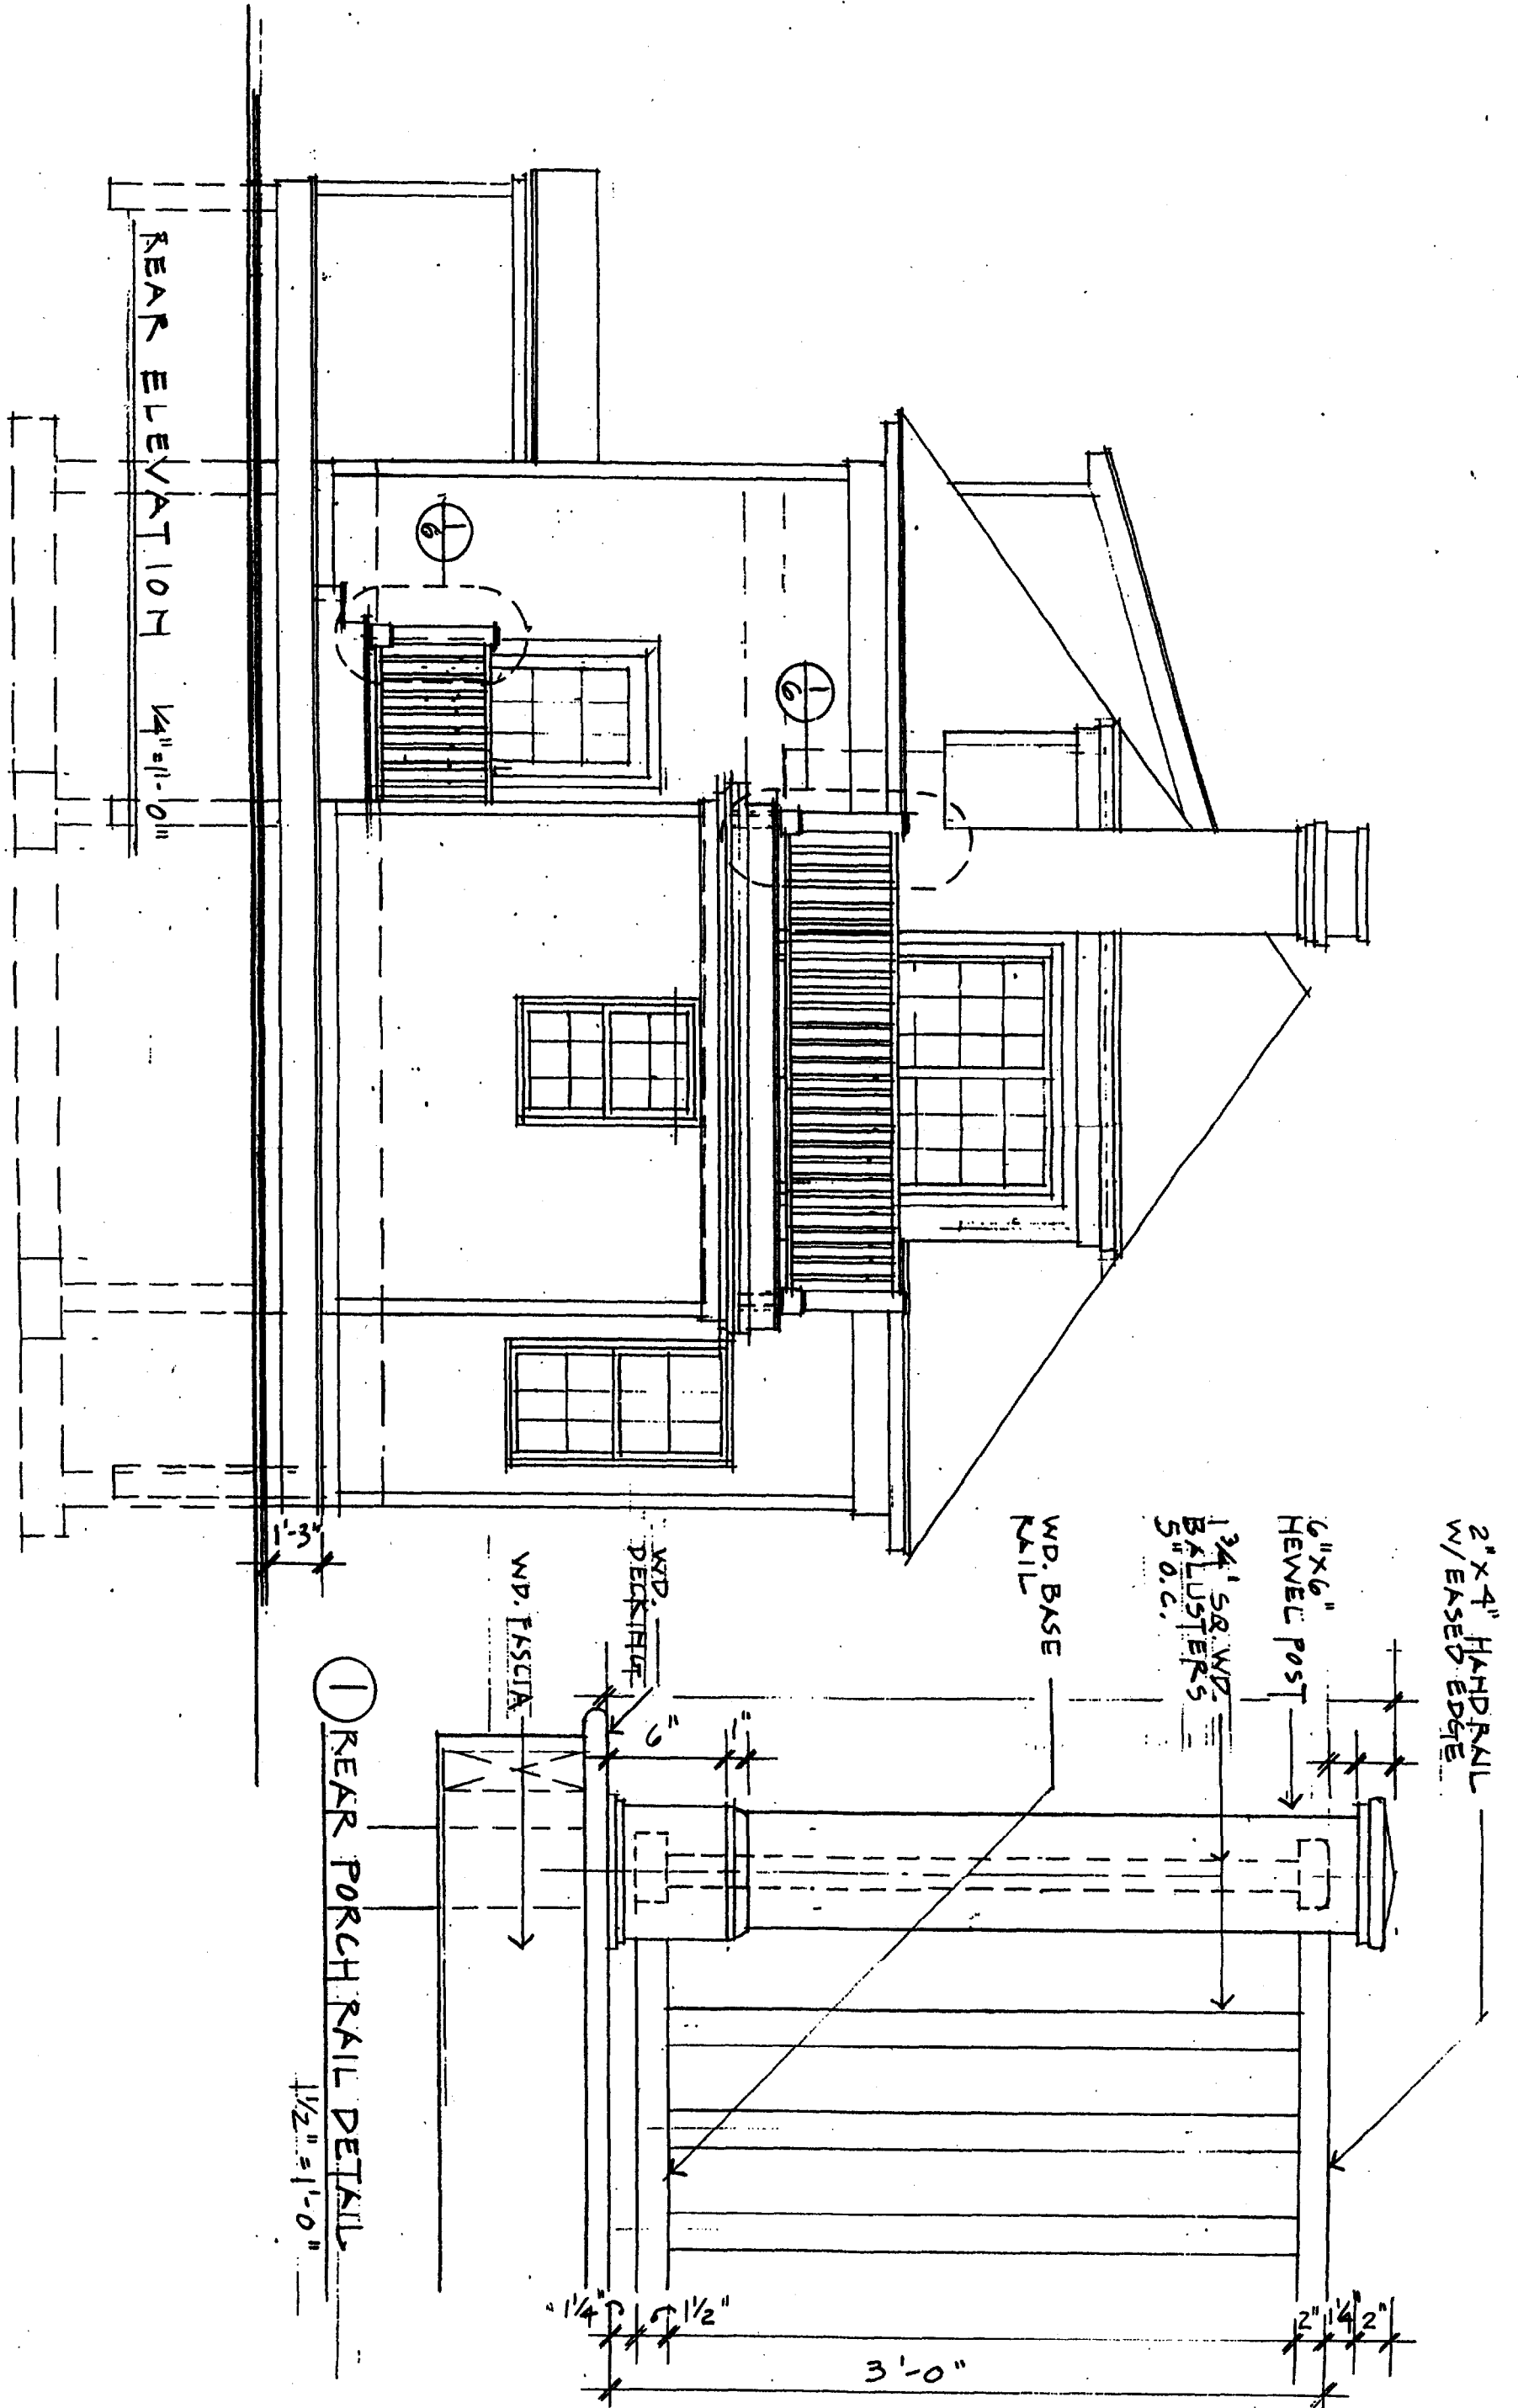 REAR ELEVATION 1/4"=1'-0"
1
6
1
6
1'-3"
2"X4" HANDRAIL
W/EASED EDGE
6"X6"
NEWEL POST
1 3/4" SQ. WD.
BALUSTERS
5" O.C.
WD. BASE
RAIL
WD.
DECKING
WD. FASCIA
6"
1"
2"
1 1/4"
2"
3'-0"
1 1/2"
1 1/4"
1 REAR PORCH RAIL DETAIL
1 1/2"=1'-0"